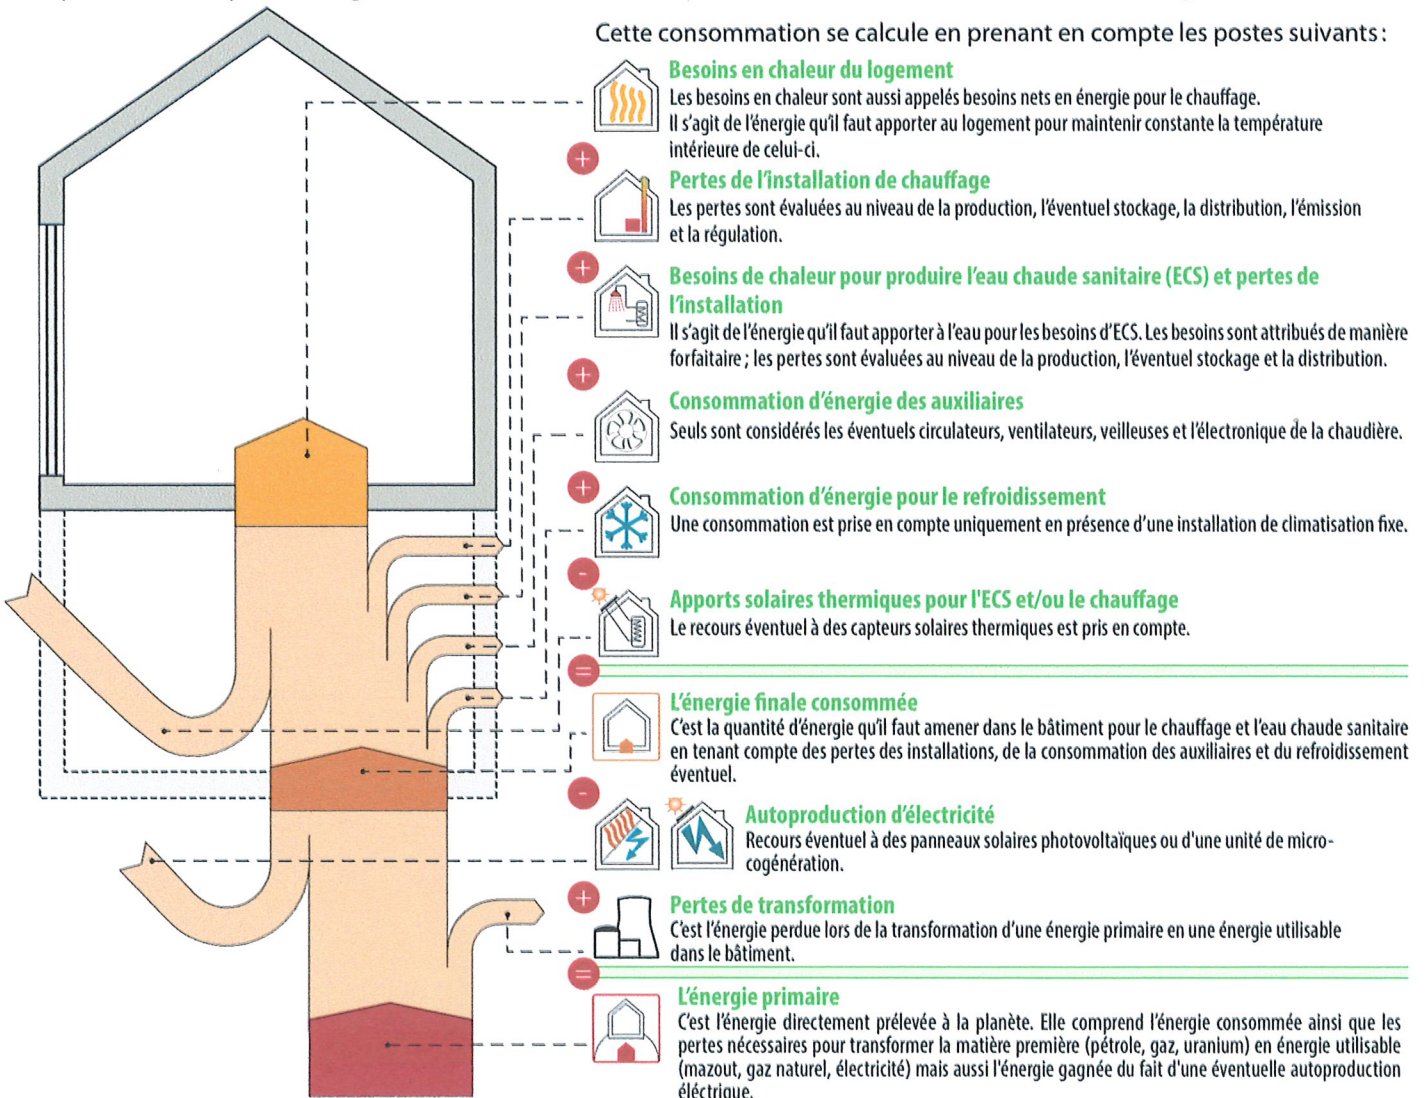 Cette consommation se calcule en prenant en compte les postes suivants :
Besoins en chaleur du logement
Les besoins en chaleur sont aussi appelés besoins nets en énergie pour le chauffage.
Il s'agit de l'énergie qu'il faut apporter au logement pour maintenir constante la température
intérieure de celui-ci.
+
Pertes de l'installation de chauffage
Les pertes sont évaluées au niveau de la production, l'éventuel stockage, la distribution, l'émission
et la régulation.
+
Besoins de chaleur pour produire l'eau chaude sanitaire (ECS) et pertes de
l'installation
Il s'agit de l'énergie qu'il faut apporter à l'eau pour les besoins d'ECS. Les besoins sont attribués de manière
forfaitaire ; les pertes sont évaluées au niveau de la production, l'éventuel stockage et la distribution.
+
Consommation d'énergie des auxiliaires
Seuls sont considérés les éventuels circulateurs, ventilateurs, veilleuses et l'électronique de la chaudière.
+
Consommation d'énergie pour le refroidissement
Une consommation est prise en compte uniquement en présence d'une installation de climatisation fixe.
-
Apports solaires thermiques pour l'ECS et/ou le chauffage
Le recours éventuel à des capteurs solaires thermiques est pris en compte.
=
L'énergie finale consommée
C'est la quantité d'énergie qu'il faut amener dans le bâtiment pour le chauffage et l'eau chaude sanitaire
en tenant compte des pertes des installations, de la consommation des auxiliaires et du refroidissement
éventuel.
-
Autoproduction d'électricité
Recours éventuel à des panneaux solaires photovoltaïques ou d'une unité de micro-
cogénération.
+
Pertes de transformation
C'est l'énergie perdue lors de la transformation d'une énergie primaire en une énergie utilisable
dans le bâtiment.
=
L'énergie primaire
C'est l'énergie directement prélevée à la planète. Elle comprend l'énergie consommée ainsi que les
pertes nécessaires pour transformer la matière première (pétrole, gaz, uranium) en énergie utilisable
(mazout, gaz naturel, électricité) mais aussi l'énergie gagnée du fait d'une éventuelle autoproduction
éléctrique.